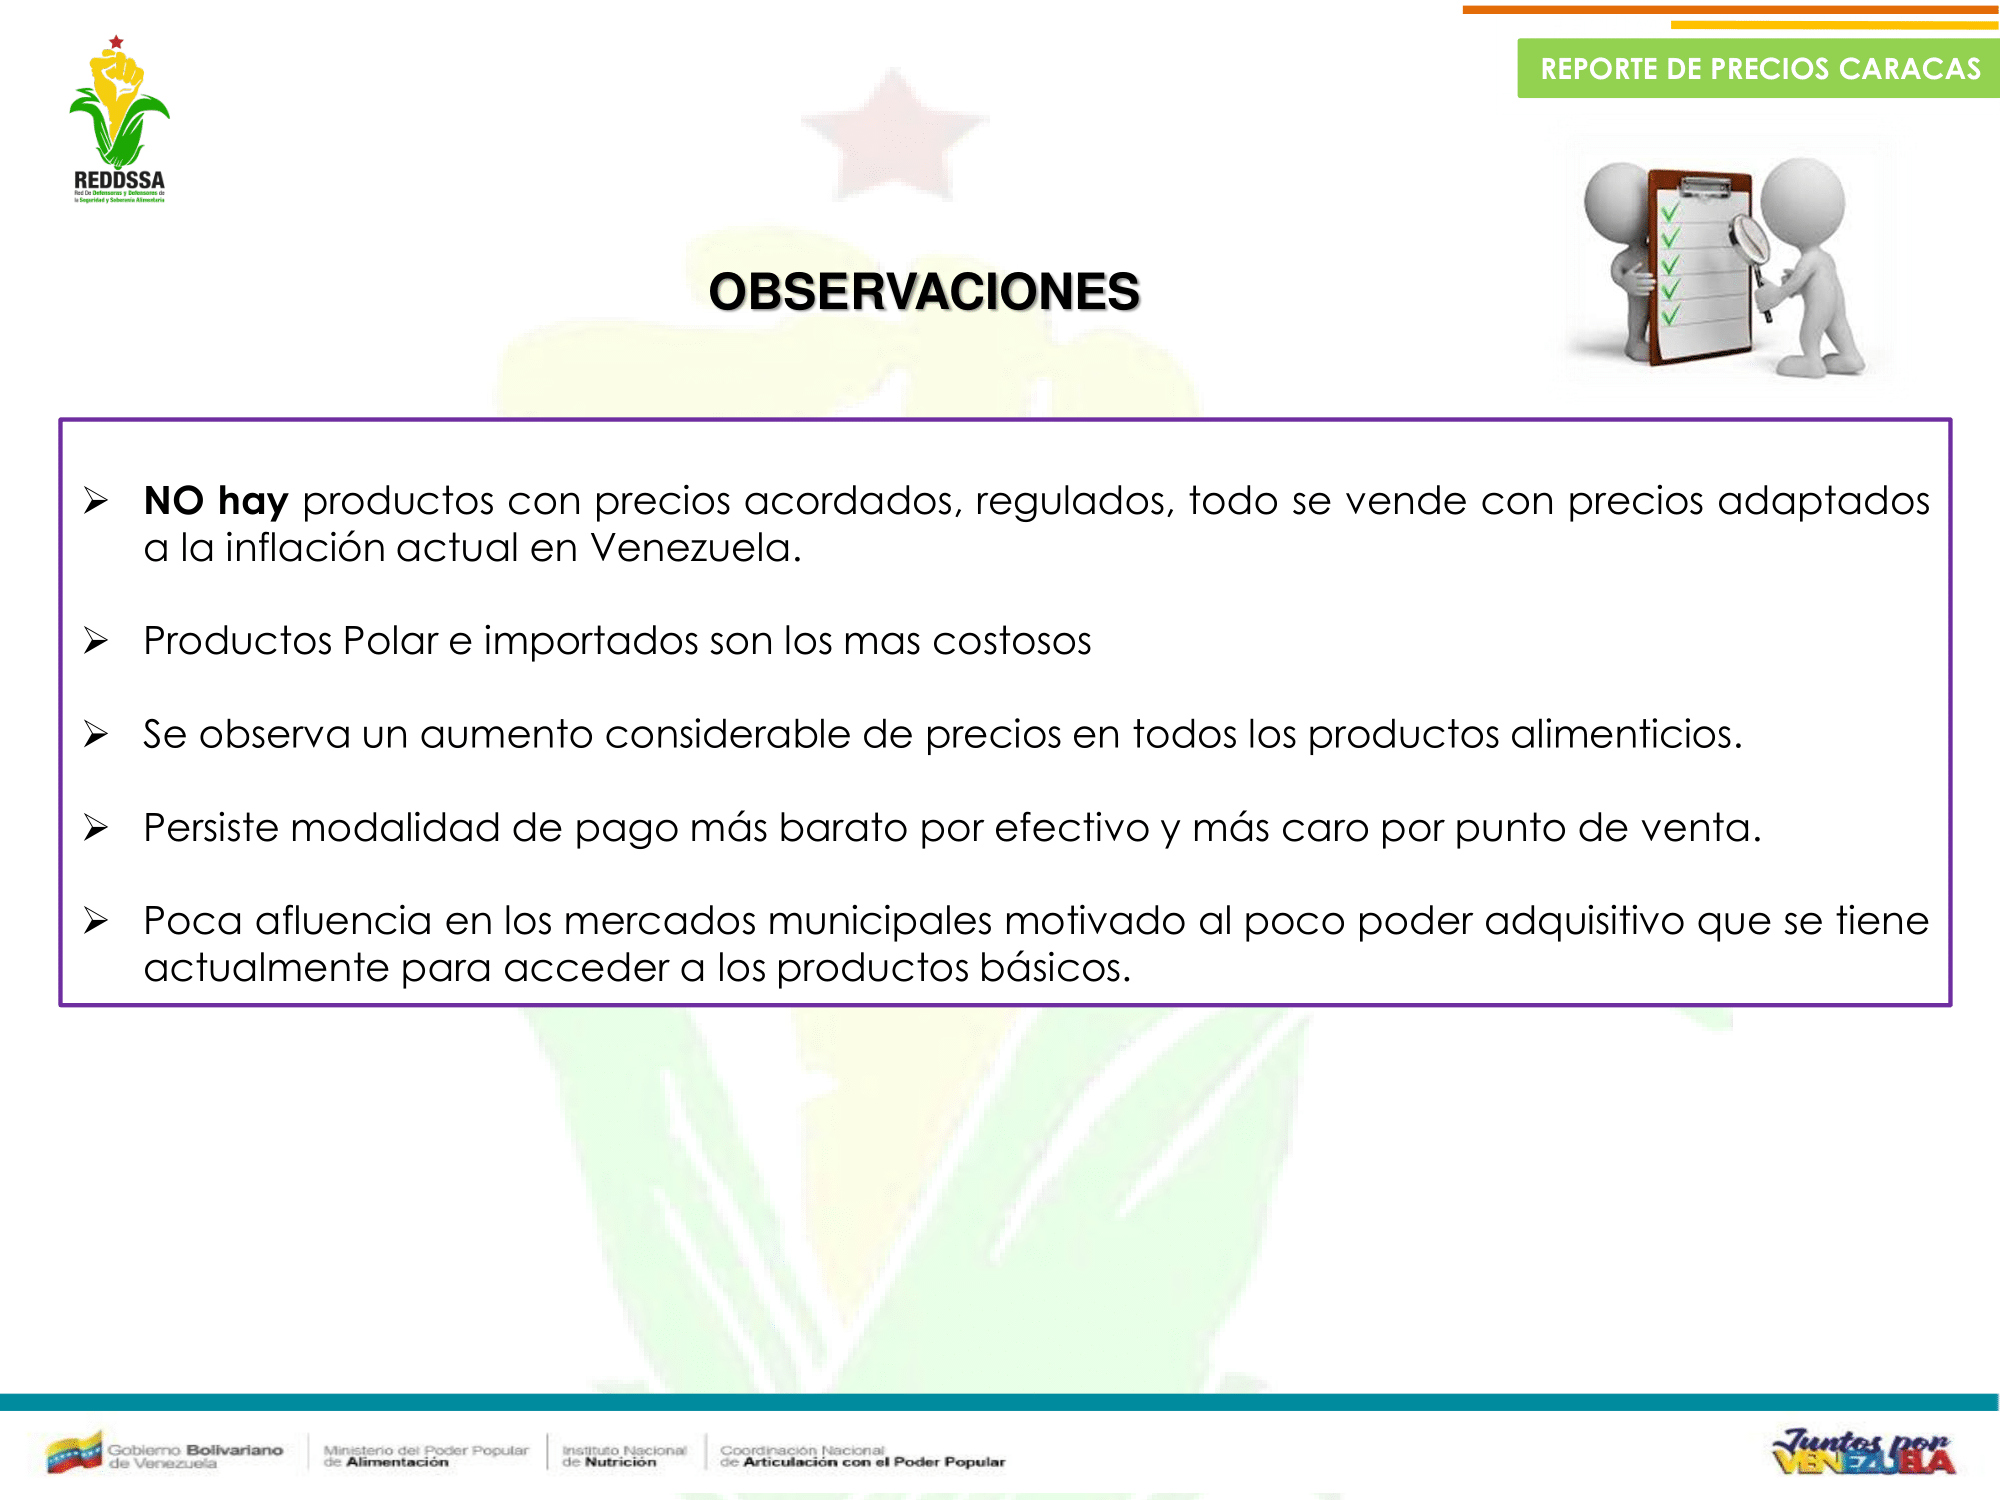 REPORTE DE PRECIOS CARACAS
REDDSSA
Red De Defensoras y Defensores de
la Seguridad y Soberanía Alimentaria
OBSERVACIONES
➢ NO hay productos con precios acordados, regulados, todo se vende con precios adaptados
a la inflación actual en Venezuela.
➢ Productos Polar e importados son los mas costosos
➢ Se observa un aumento considerable de precios en todos los productos alimenticios.
➢ Persiste modalidad de pago más barato por efectivo y más caro por punto de venta.
➢ Poca afluencia en los mercados municipales motivado al poco poder adquisitivo que se tiene
actualmente para acceder a los productos básicos.
Gobierno Bolivariano
de Venezuela
Ministerio del Poder Popular
de Alimentación
Instituto Nacional
de Nutrición
Coordinación Nacional
de Articulación con el Poder Popular
Juntos por
VENEZUELA